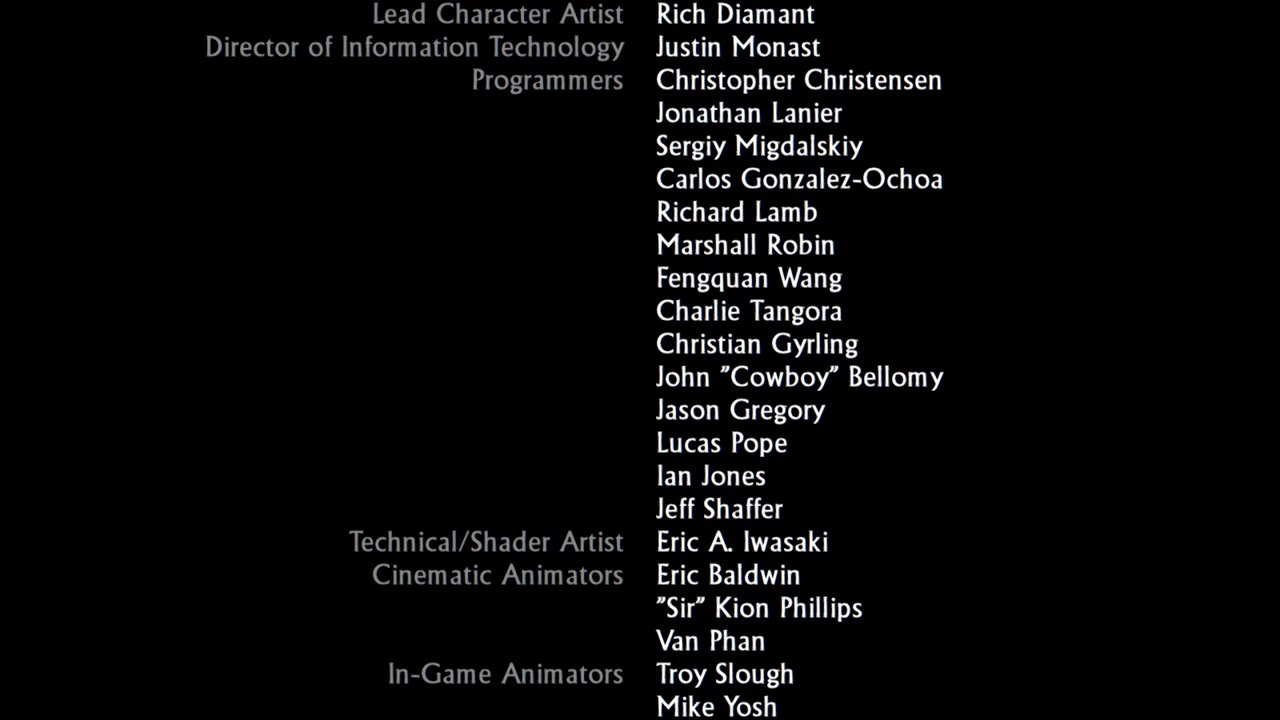 Lead Character Artist Rich Diamant
Director of Information Technology Justin Monast
Programmers Christopher Christensen
Jonathan Lanier
Sergiy Migdalskiy
Carlos Gonzalez-Ochoa
Richard Lamb
Marshall Robin
Fengquan Wang
Charlie Tangora
Christian Gyrling
John "Cowboy" Bellomy
Jason Gregory
Lucas Pope
Ian Jones
Jeff Shaffer
Technical/Shader Artist Eric A. Iwasaki
Cinematic Animators Eric Baldwin
"Sir" Kion Phillips
Van Phan
In-Game Animators Troy Slough
Mike Yosh